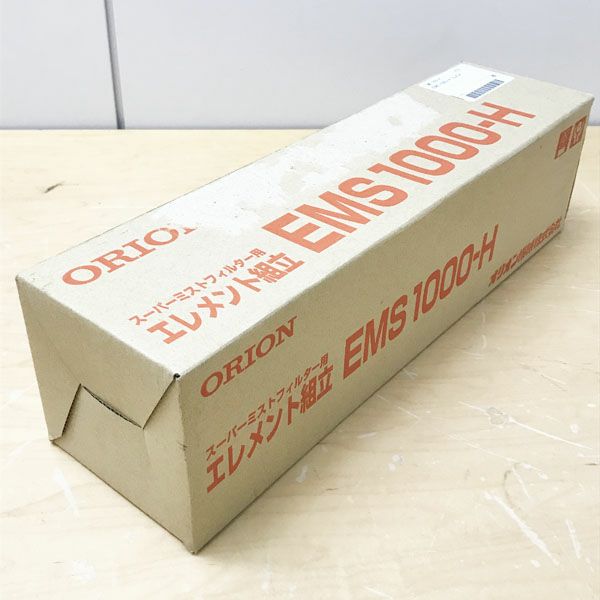 ORION
スーパーミストフィルター用
エレメント組立
EMS1000-H
ORION
スーパーミストフィルター用
エレメント組立
EMS1000-H
オリオン機械株式会社